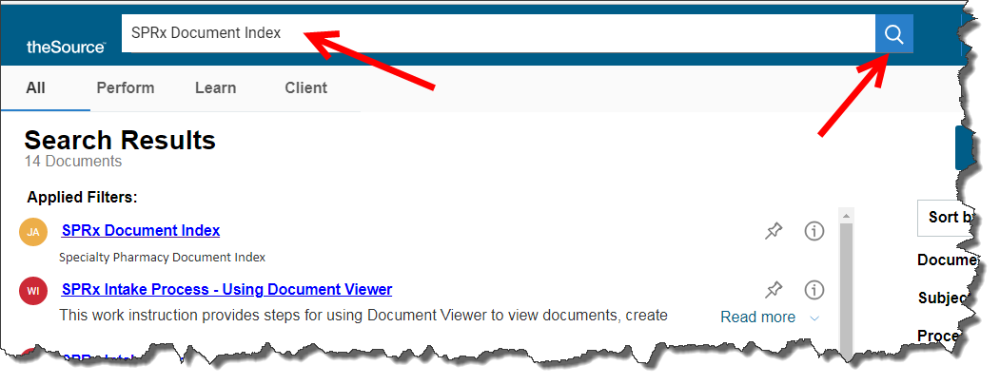 theSource
SPRx Document Index
All
Perform
Learn
Client
Search Results
14 Documents
Applied Filters:
JA
SPRx Document Index
Specialty Pharmacy Document Index
WI
SPRx Intake Process - Using Document Viewer
This work instruction provides steps for using Document Viewer to view documents, create
Read more
Sort b
Docume
Subjec
Proce